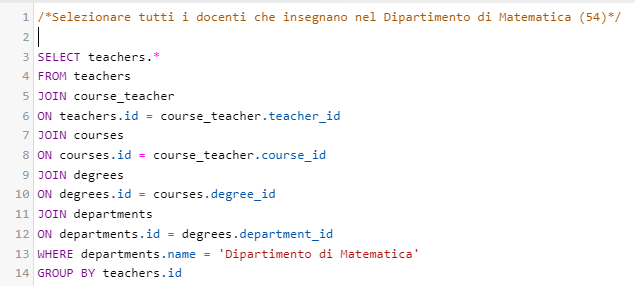 1 /*Selezionare tutti i docenti che insegnano nel Dipartimento di Matematica (54)*/
2
3 SELECT teachers.*
4 FROM teachers
5 JOIN course_teacher
6 ON teachers.id = course_teacher.teacher_id
7 JOIN courses
8 ON courses.id = course_teacher.course_id
9 JOIN degrees
10 ON degrees.id = courses.degree_id
11 JOIN departments
12 ON departments.id = degrees.department_id
13 WHERE departments.name = 'Dipartimento di Matematica'
14 GROUP BY teachers.id